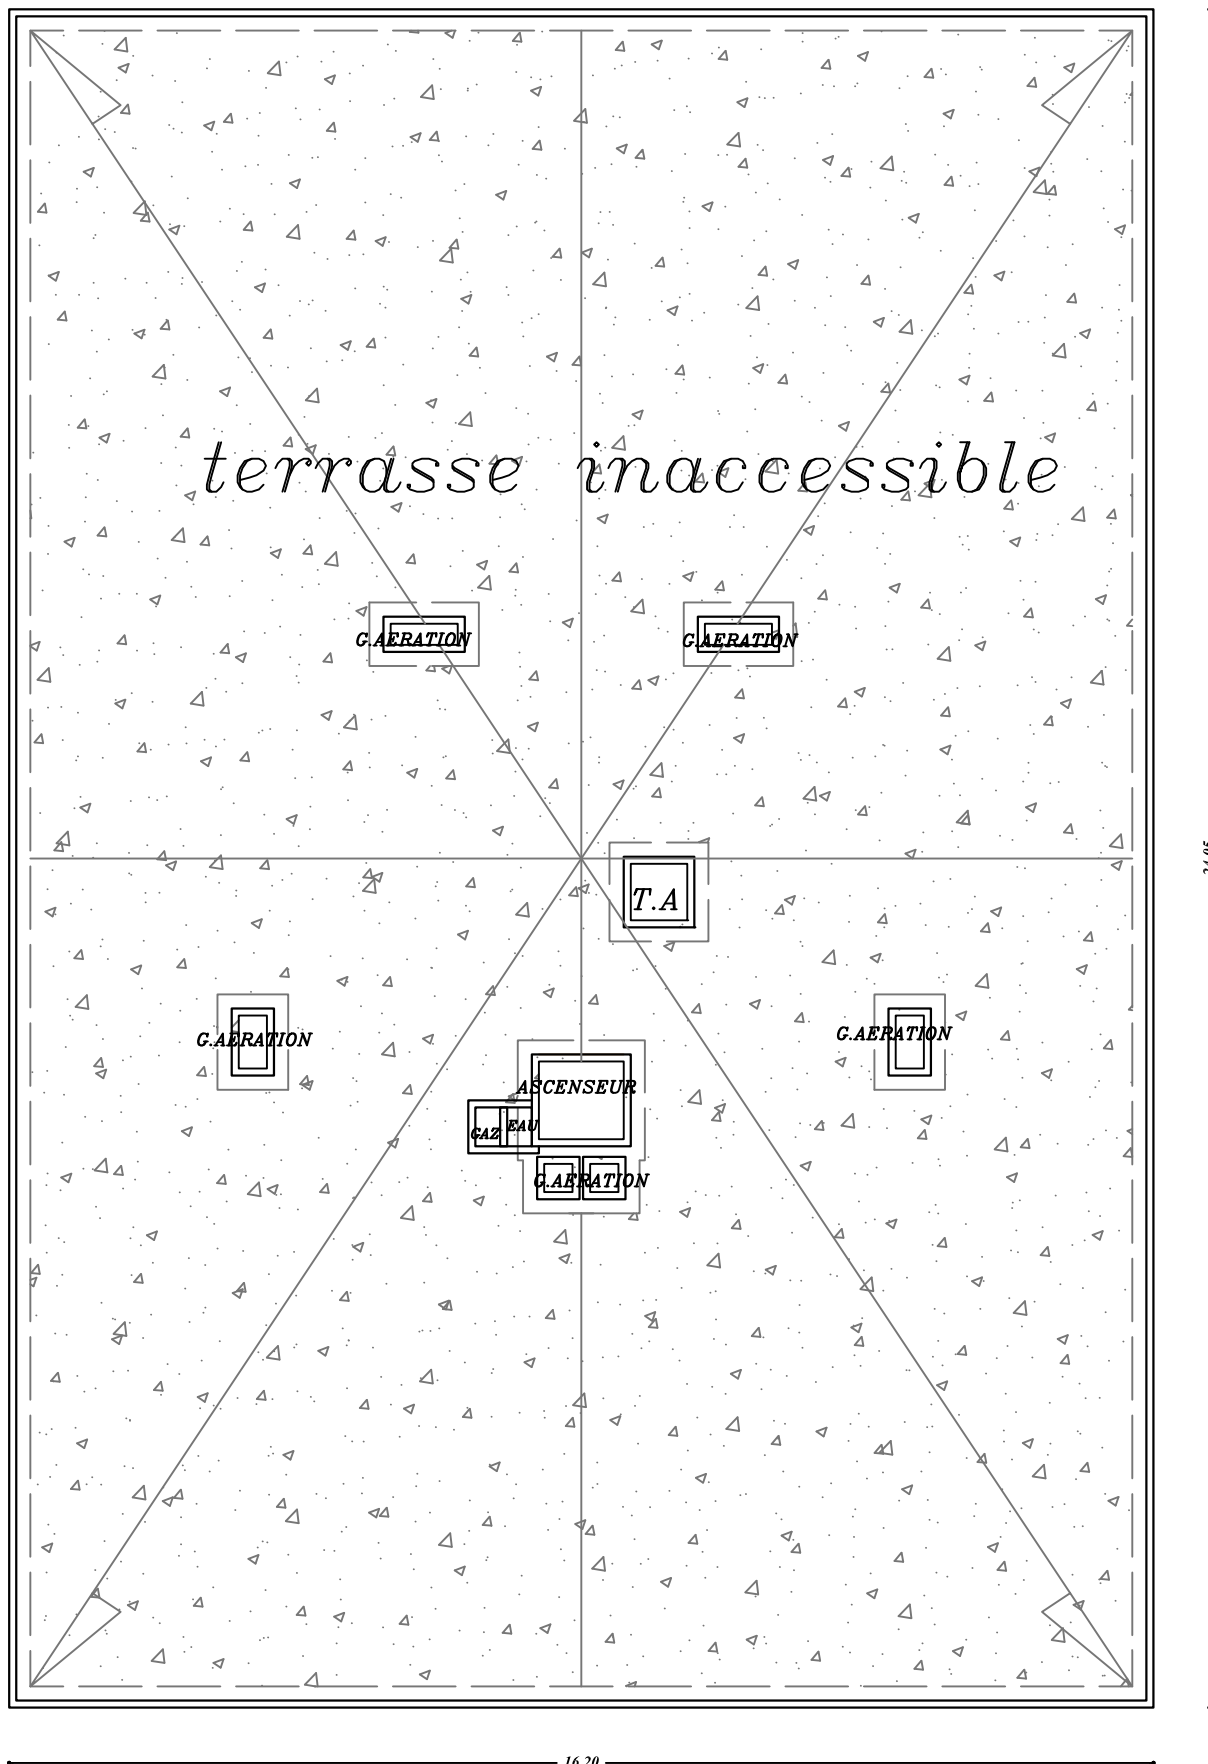 terrasse inaccessible
G.AERATION
G.AERATION
T.A
G.AERATION
G.AERATION
ASCENSEUR
GAZ
EAU
G.AERATION
16.20